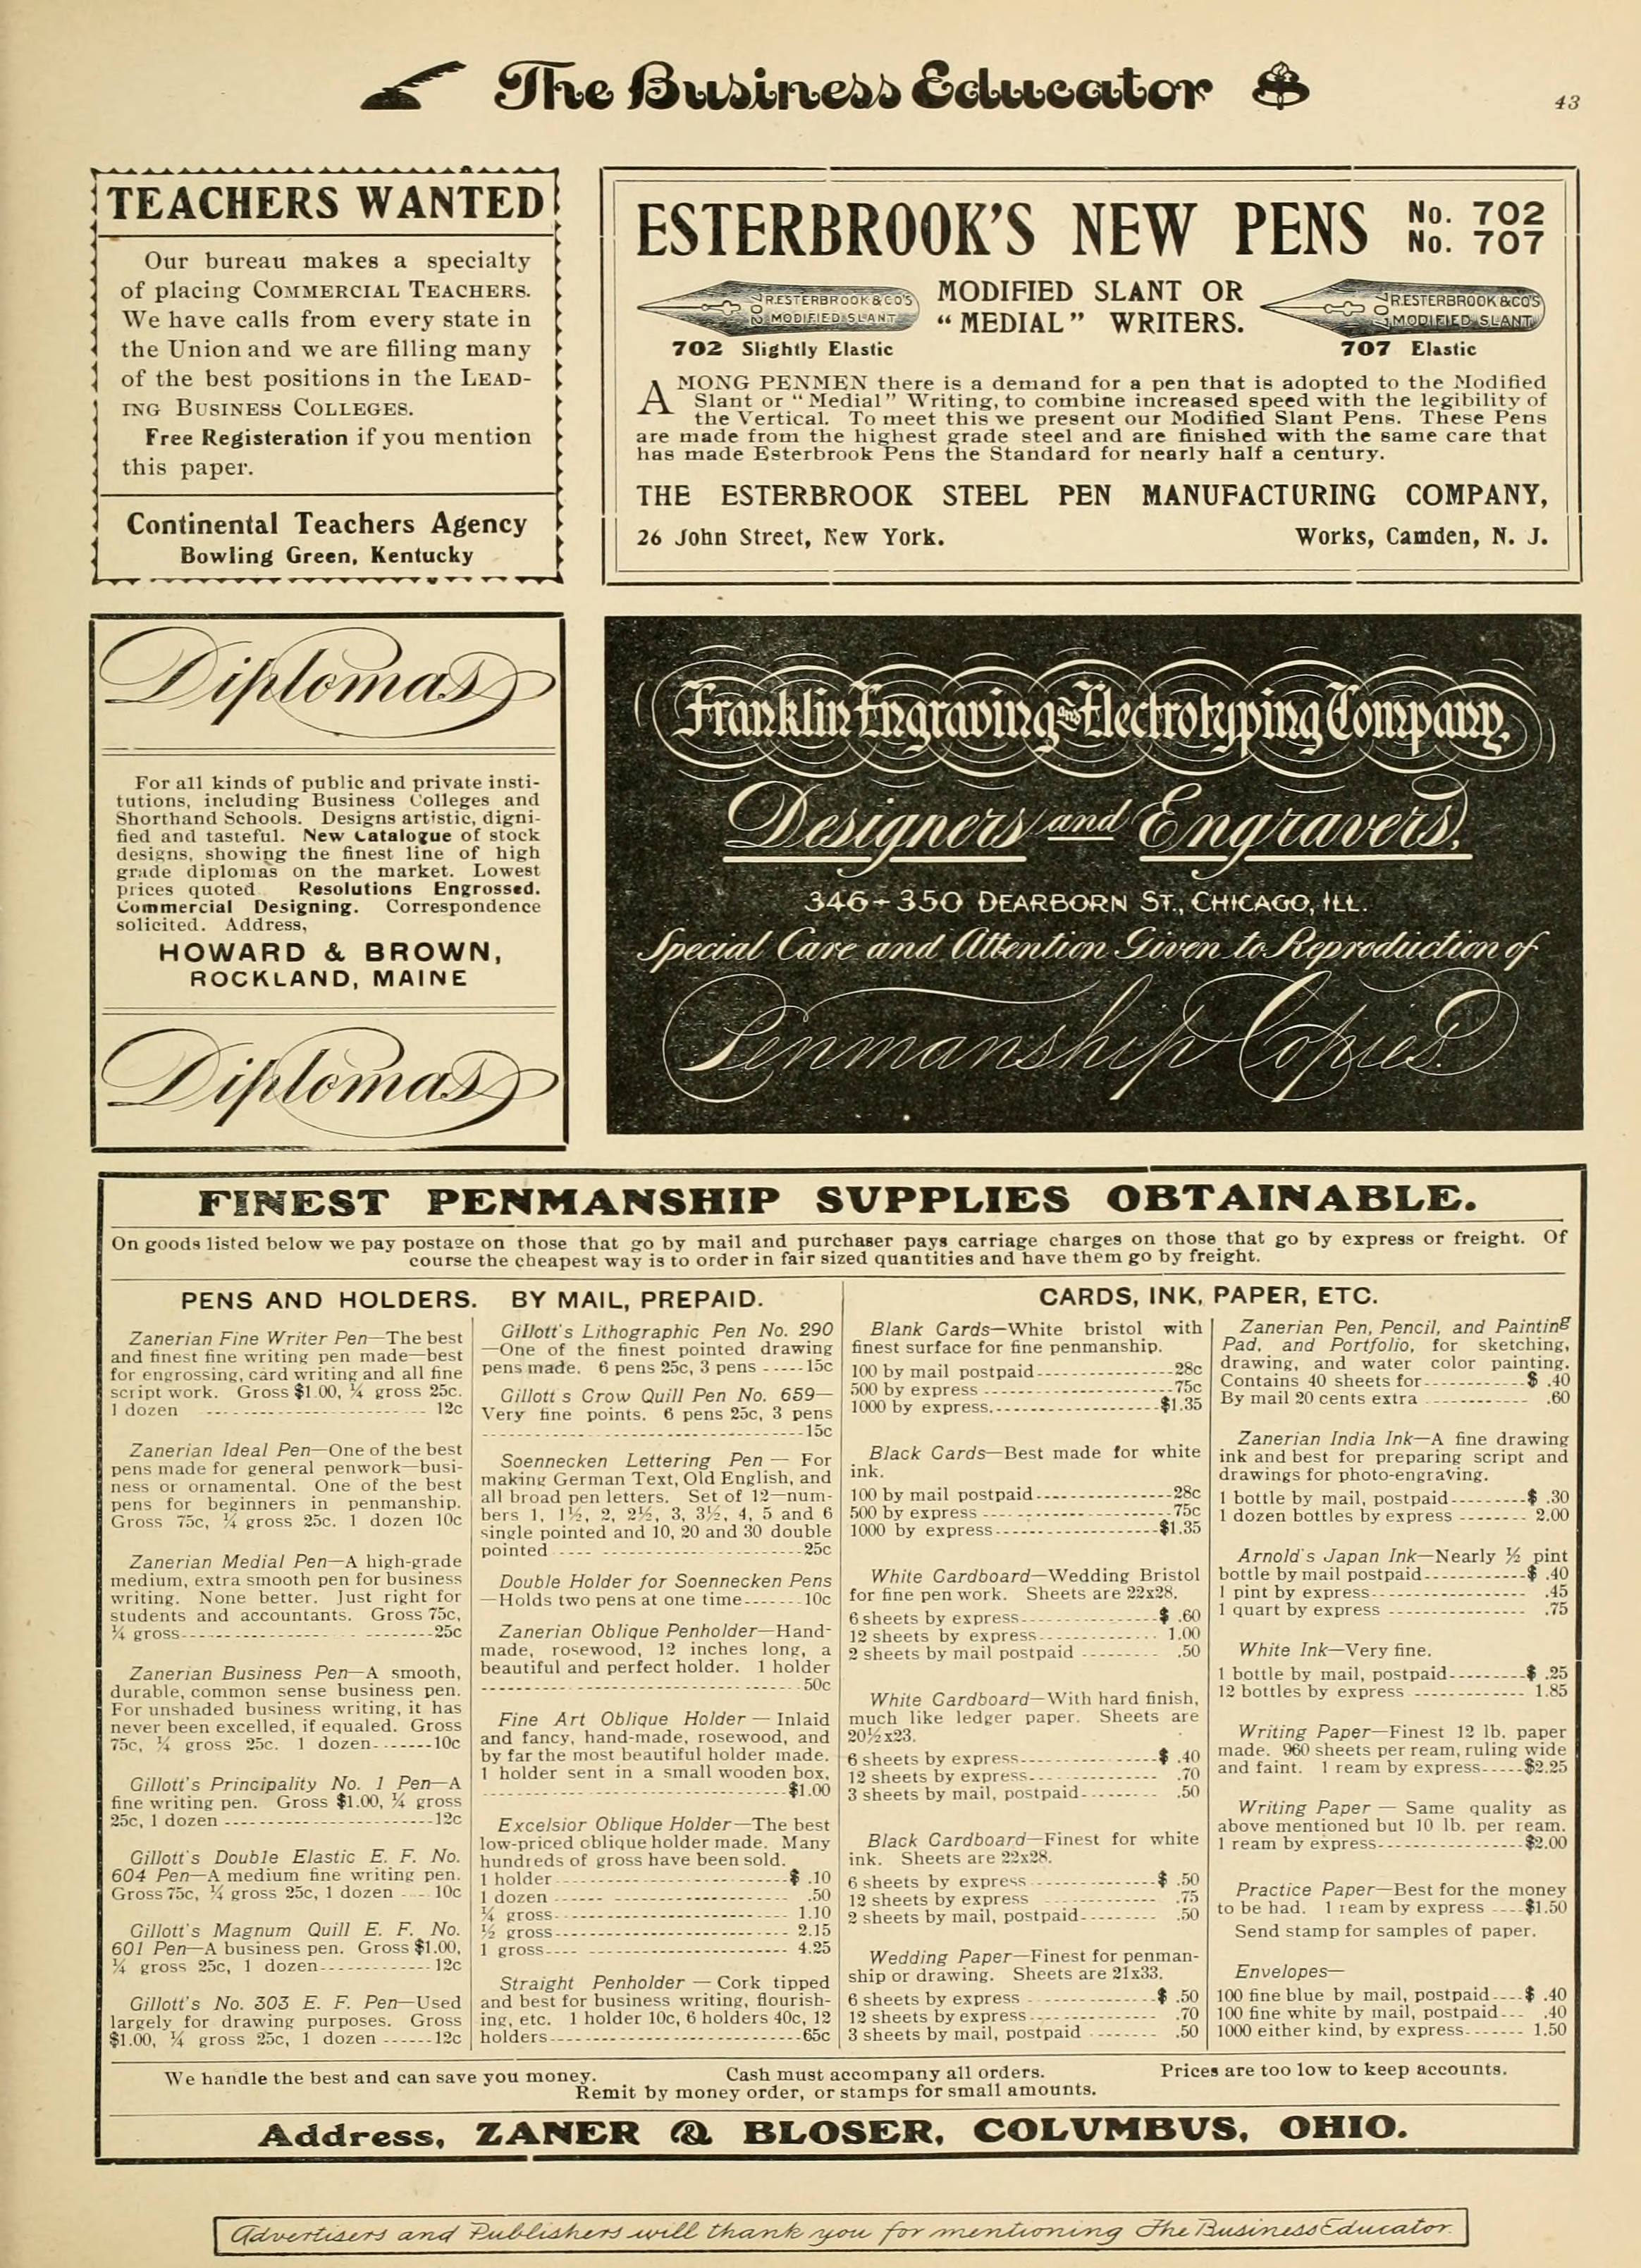 The Business Educator
43
TEACHERS WANTED
Our bureau makes a specialty
of placing COMMERCIAL TEACHERS.
We have calls from every state in
the Union and we are filling many
of the best positions in the LEAD-
ING BUSINESS COLLEGES.
Free Registeration if you mention
this paper.
Continental Teachers Agency
Bowling Green, Kentucky
ESTERBROOK'S NEW PENS No. 702
No. 707
R.ESTERBROOK & CO'S
MODIFIED SLANT
702 Slightly Elastic
MODIFIED SLANT OR
"MEDIAL" WRITERS.
R.ESTERBROOK & CO'S
MODIFIED SLANT
707 Elastic
AMONG PENMEN there is a demand for a pen that is adopted to the Modified
Slant or "Medial" Writing, to combine increased speed with the legibility of
the Vertical. To meet this we present our Modified Slant Pens. These Pens
are made from the highest grade steel and are finished with the same care that
has made Esterbrook Pens the Standard for nearly half a century.
THE ESTERBROOK STEEL PEN MANUFACTURING COMPANY,
26 John Street, New York. Works, Camden, N. J.
Diplomas
For all kinds of public and private insti-
tutions, including Business Colleges and
Shorthand Schools. Designs artistic, digni-
fied and tasteful. New Catalogue of stock
designs, showing the finest line of high
grade diplomas on the market. Lowest
prices quoted Resolutions Engrossed.
Commercial Designing. Correspondence
solicited. Address,
HOWARD & BROWN,
ROCKLAND, MAINE
Diplomas
Franklin Engraving and Electrotyping Company.
Designers and Engravers,
346-350 DEARBORN ST., CHICAGO, ILL.
Special Care and Attention Given to Reproduction of
Penmanship Copies.
FINEST PENMANSHIP SUPPLIES OBTAINABLE.
On goods listed below we pay postage on those that go by mail and purchaser pays carriage charges on those that go by express or freight. Of
course the cheapest way is to order in fair sized quantities and have them go by freight.
PENS AND HOLDERS. BY MAIL, PREPAID.
Zanerian Fine Writer Pen—The best
and finest fine writing pen made—best
for engrossing, card writing and all fine
script work. Gross $1.00, ¼ gross 25c.
1 dozen 12c
Zanerian Ideal Pen—One of the best
pens made for general penwork—busi-
ness or ornamental. One of the best
pens for beginners in penmanship.
Gross 75c, ¼ gross 25c. 1 dozen 10c
Zanerian Medial Pen—A high-grade
medium, extra smooth pen for business
writing. None better. Just right for
students and accountants. Gross 75c,
¼ gross 25c
Zanerian Business Pen—A smooth,
durable, common sense business pen.
For unshaded business writing, it has
never been excelled, if equaled. Gross
75c, ¼ gross 25c. 1 dozen 10c
Gillott's Principality No. 1 Pen—A
fine writing pen. Gross $1.00, ¼ gross
25c, 1 dozen 12c
Gillott's Double Elastic E. F. No.
604 Pen—A medium fine writing pen.
Gross 75c, ¼ gross 25c, 1 dozen 10c
Gillott's Magnum Quill E. F. No.
601 Pen—A business pen. Gross $1.00,
¼ gross 25c, 1 dozen 12c
Gillott's No. 303 E. F. Pen—Used
largely for drawing purposes. Gross
$1.00, ¼ gross 25c, 1 dozen 12c
Gillott's Lithographic Pen No. 290
—One of the finest pointed drawing
pens made. 6 pens 25c, 3 pens 15c
Gillott s Crow Quill Pen No. 659—
Very fine points. 6 pens 25c, 3 pens
15c
Soennecken Lettering Pen — For
making German Text, Old English, and
all broad pen letters. Set of 12—num-
bers 1, 1½, 2, 2½, 3, 3½, 4, 5 and 6
single pointed and 10, 20 and 30 double
pointed 25c
Double Holder for Soennecken Pens
—Holds two pens at one time 10c
Zanerian Oblique Penholder—Hand-
made, rosewood, 12 inches long, a
beautiful and perfect holder. 1 holder
50c
Fine Art Oblique Holder — Inlaid
and fancy, hand-made, rosewood, and
by far the most beautiful holder made.
1 holder sent in a small wooden box,
$1.00
Excelsior Oblique Holder—The best
low-priced oblique holder made. Many
hundreds of gross have been sold.
1 holder $ .10
1 dozen .50
¼ gross 1.10
½ gross 2.15
1 gross 4.25
Straight Penholder — Cork tipped
and best for business writing, flourish-
ing, etc. 1 holder 10c, 6 holders 40c, 12
holders 65c
CARDS, INK, PAPER, ETC.
Blank Cards—White bristol with
finest surface for fine penmanship.
100 by mail postpaid 28c
500 by express 75c
1000 by express. $1.35
Black Cards—Best made for white
ink.
100 by mail postpaid 28c
500 by express 75c
1000 by express $1.35
White Cardboard—Wedding Bristol
for fine pen work. Sheets are 22x28.
6 sheets by express $ .60
12 sheets by express 1.00
2 sheets by mail postpaid .50
White Cardboard—With hard finish,
much like ledger paper. Sheets are
20½x23.
6 sheets by express $ .40
12 sheets by express .70
3 sheets by mail, postpaid .50
Black Cardboard—Finest for white
ink. Sheets are 22x28.
6 sheets by express $ .50
12 sheets by express .75
2 sheets by mail, postpaid .50
Wedding Paper—Finest for penman-
ship or drawing. Sheets are 21x33.
6 sheets by express $ .50
12 sheets by express .70
3 sheets by mail, postpaid .50
Zanerian Pen, Pencil, and Painting
Pad, and Portfolio, for sketching,
drawing, and water color painting.
Contains 40 sheets for $ .40
By mail 20 cents extra .60
Zanerian India Ink—A fine drawing
ink and best for preparing script and
drawings for photo-engraving.
1 bottle by mail, postpaid $ .30
1 dozen bottles by express 2.00
Arnold's Japan Ink—Nearly ½ pint
bottle by mail postpaid $ .40
1 pint by express .45
1 quart by express .75
White Ink—Very fine.
1 bottle by mail, postpaid $ .25
12 bottles by express 1.85
Writing Paper—Finest 12 lb. paper
made. 960 sheets per ream, ruling wide
and faint. 1 ream by express $2.25
Writing Paper — Same quality as
above mentioned but 10 lb. per ream.
1 ream by express $2.00
Practice Paper—Best for the money
to be had. 1 ream by express $1.50
Send stamp for samples of paper.
Envelopes—
100 fine blue by mail, postpaid $ .40
100 fine white by mail, postpaid .40
1000 either kind, by express 1.50
We handle the best and can save you money. Cash must accompany all orders. Prices are too low to keep accounts.
Remit by money order, or stamps for small amounts.
Address, ZANER & BLOSER, COLUMBUS, OHIO.
Advertisers and Publishers will thank you for mentioning The Business Educator.